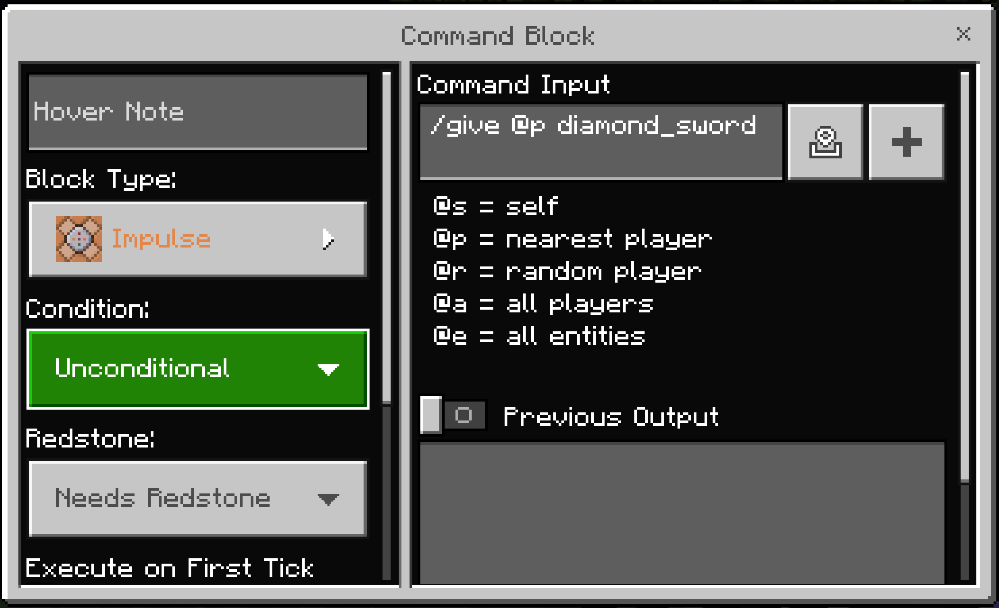 Command Block
Hover Note
Block Type:
Impulse
Condition:
Unconditional
Redstone:
Needs Redstone
Execute on First Tick
Command Input
/give @p diamond_sword
@s = self
@p = nearest player
@r = random player
@a = all players
@e = all entities
Previous Output